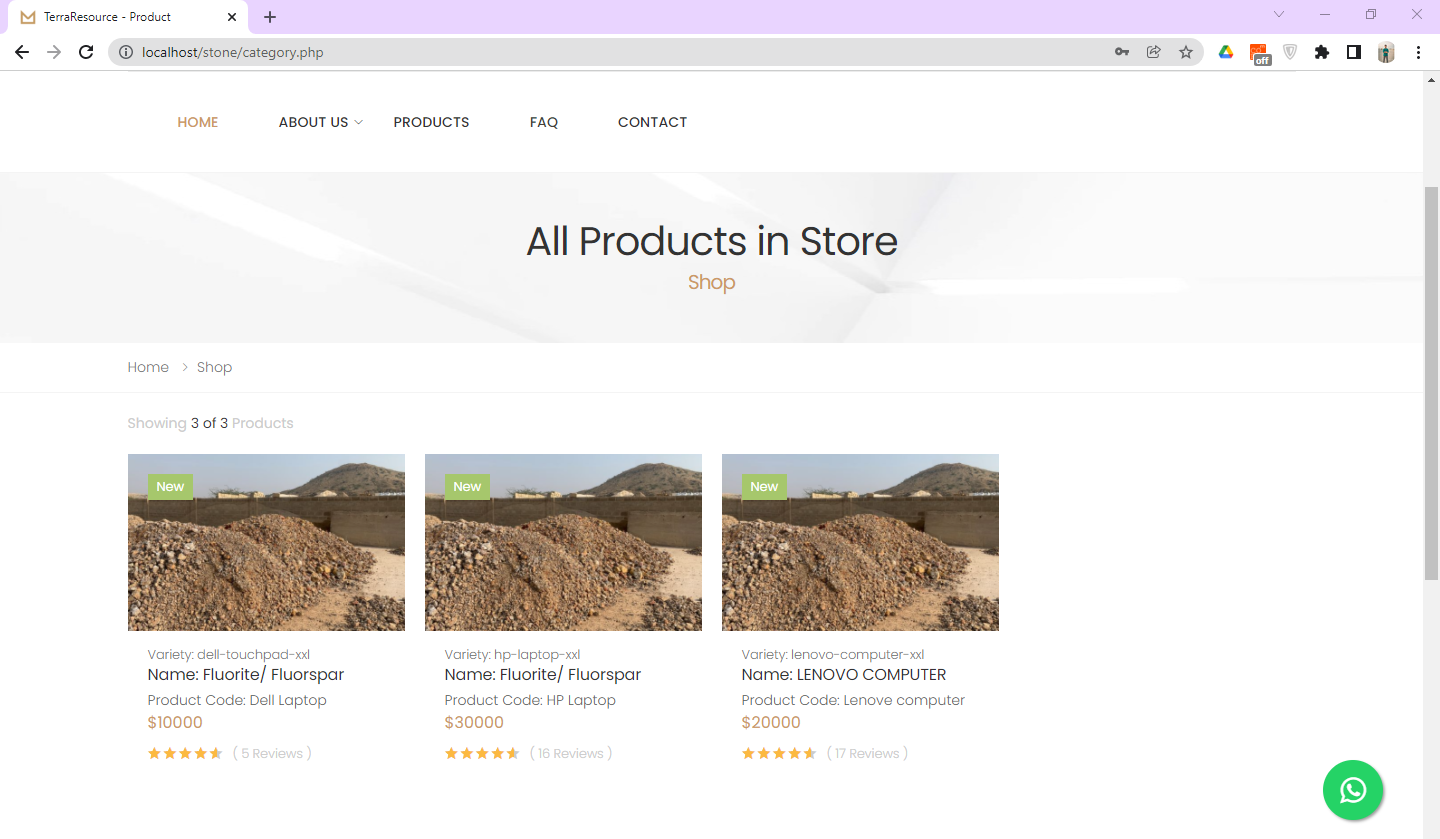 TerraResource - Product
localhost/stone/category.php
off
HOME ABOUT US PRODUCTS FAQ CONTACT
All Products in Store
Shop
Home > Shop
Showing 3 of 3 Products
New
Variety: dell-touchpad-xxl
Name: Fluorite/ Fluorspar
Product Code: Dell Laptop
$10000
( 5 Reviews )
New
Variety: hp-laptop-xxl
Name: Fluorite/ Fluorspar
Product Code: HP Laptop
$30000
( 16 Reviews )
New
Variety: lenovo-computer-xxl
Name: LENOVO COMPUTER
Product Code: Lenove computer
$20000
( 17 Reviews )